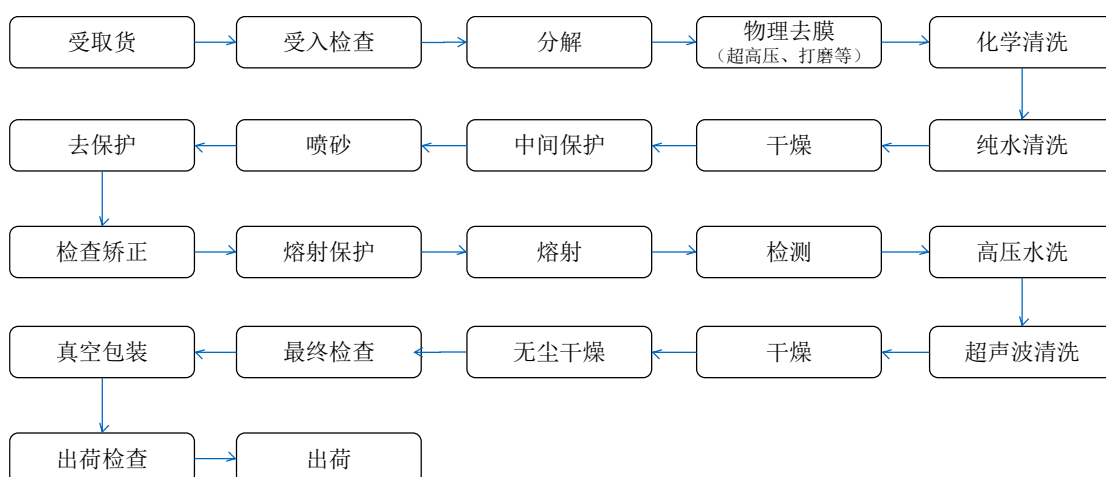 受取货
受入检查
分解
物理去膜
（超高压、打磨等）
化学清洗
去保护
喷砂
中间保护
干燥
纯水清洗
检查矫正
熔射保护
熔射
检测
高压水洗
真空包装
最终检查
无尘干燥
干燥
超声波清洗
出荷检查
出荷